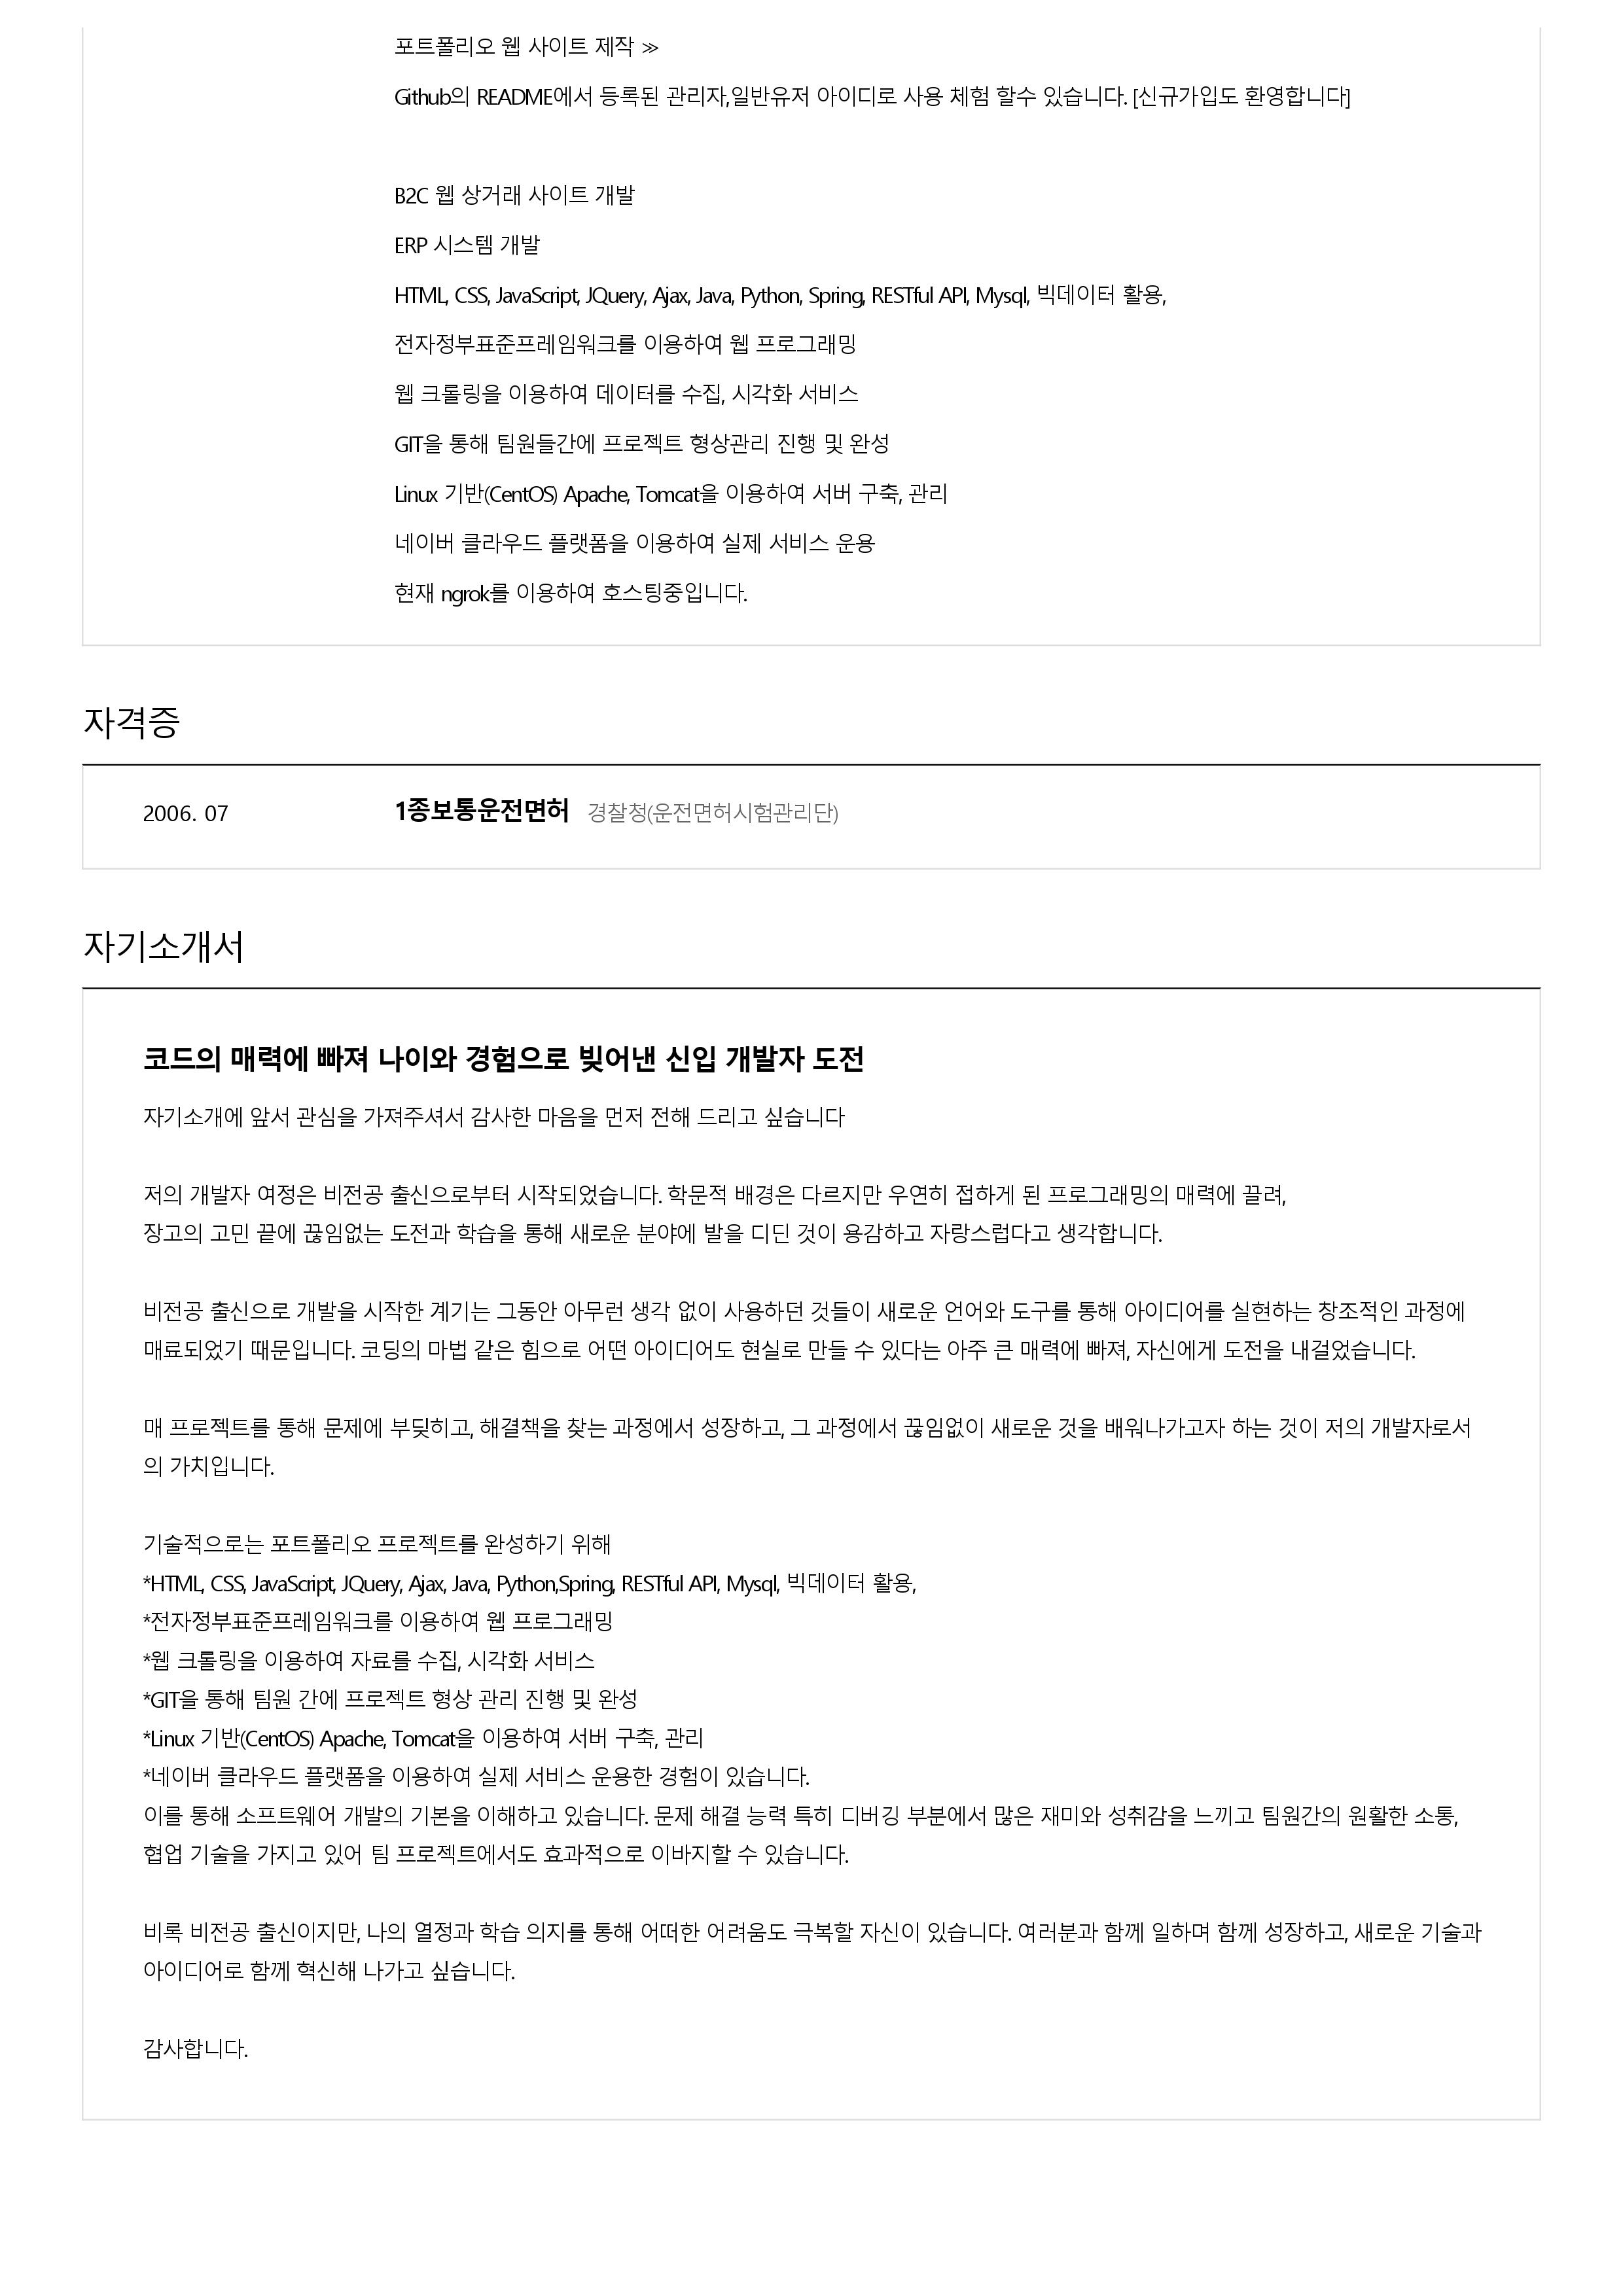 포트폴리오 웹 사이트 제작 ≫
Github의 README에서 등록된 관리자,일반유저 아이디로 사용 체험 할수 있습니다. [신규가입도 환영합니다]
B2C 웹 상거래 사이트 개발
ERP 시스템 개발
HTML, CSS, JavaScript, JQuery, Ajax, Java, Python, Spring, RESTful API, Mysql, 빅데이터 활용,
전자정부표준프레임워크를 이용하여 웹 프로그래밍
웹 크롤링을 이용하여 데이터를 수집, 시각화 서비스
GIT을 통해 팀원들간에 프로젝트 형상관리 진행 및 완성
Linux 기반(CentOS) Apache, Tomcat을 이용하여 서버 구축, 관리
네이버 클라우드 플랫폼을 이용하여 실제 서비스 운용
현재 ngrok를 이용하여 호스팅중입니다.
자격증
2006. 07 1종보통운전면허 경찰청(운전면허시험관리단)
자기소개서
코드의 매력에 빠져 나이와 경험으로 빚어낸 신입 개발자 도전
자기소개에 앞서 관심을 가져주셔서 감사한 마음을 먼저 전해 드리고 싶습니다
저의 개발자 여정은 비전공 출신으로부터 시작되었습니다. 학문적 배경은 다르지만 우연히 접하게 된 프로그래밍의 매력에 끌려,
장고의 고민 끝에 끊임없는 도전과 학습을 통해 새로운 분야에 발을 디딘 것이 용감하고 자랑스럽다고 생각합니다.
비전공 출신으로 개발을 시작한 계기는 그동안 아무런 생각 없이 사용하던 것들이 새로운 언어와 도구를 통해 아이디어를 실현하는 창조적인 과정에
매료되었기 때문입니다. 코딩의 마법 같은 힘으로 어떤 아이디어도 현실로 만들 수 있다는 아주 큰 매력에 빠져, 자신에게 도전을 내걸었습니다.
매 프로젝트를 통해 문제에 부딪히고, 해결책을 찾는 과정에서 성장하고, 그 과정에서 끊임없이 새로운 것을 배워나가고자 하는 것이 저의 개발자로서
의 가치입니다.
기술적으로는 포트폴리오 프로젝트를 완성하기 위해
*HTML, CSS, JavaScript, JQuery, Ajax, Java, Python,Spring, RESTful API, Mysql, 빅데이터 활용,
*전자정부표준프레임워크를 이용하여 웹 프로그래밍
*웹 크롤링을 이용하여 자료를 수집, 시각화 서비스
*GIT을 통해 팀원 간에 프로젝트 형상 관리 진행 및 완성
*Linux 기반(CentOS) Apache, Tomcat을 이용하여 서버 구축, 관리
*네이버 클라우드 플랫폼을 이용하여 실제 서비스 운용한 경험이 있습니다.
이를 통해 소프트웨어 개발의 기본을 이해하고 있습니다. 문제 해결 능력 특히 디버깅 부분에서 많은 재미와 성취감을 느끼고 팀원간의 원활한 소통,
협업 기술을 가지고 있어 팀 프로젝트에서도 효과적으로 이바지할 수 있습니다.
비록 비전공 출신이지만, 나의 열정과 학습 의지를 통해 어떠한 어려움도 극복할 자신이 있습니다. 여러분과 함께 일하며 함께 성장하고, 새로운 기술과
아이디어로 함께 혁신해 나가고 싶습니다.
감사합니다.